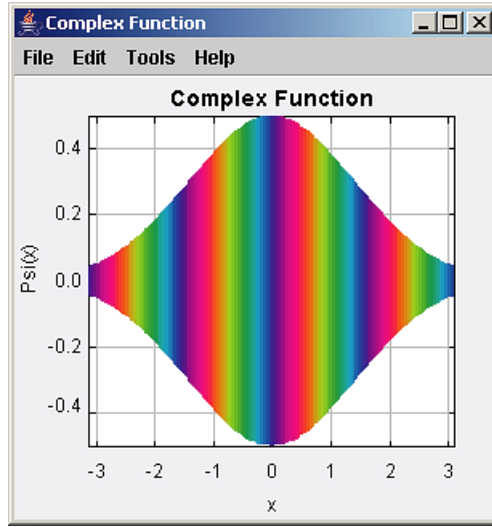 Complex Function
File Edit Tools Help
Complex Function
0.4
0.2
0.0
-0.2
-0.4
Psi(x)
-3 -2 -1 0 1 2 3
x